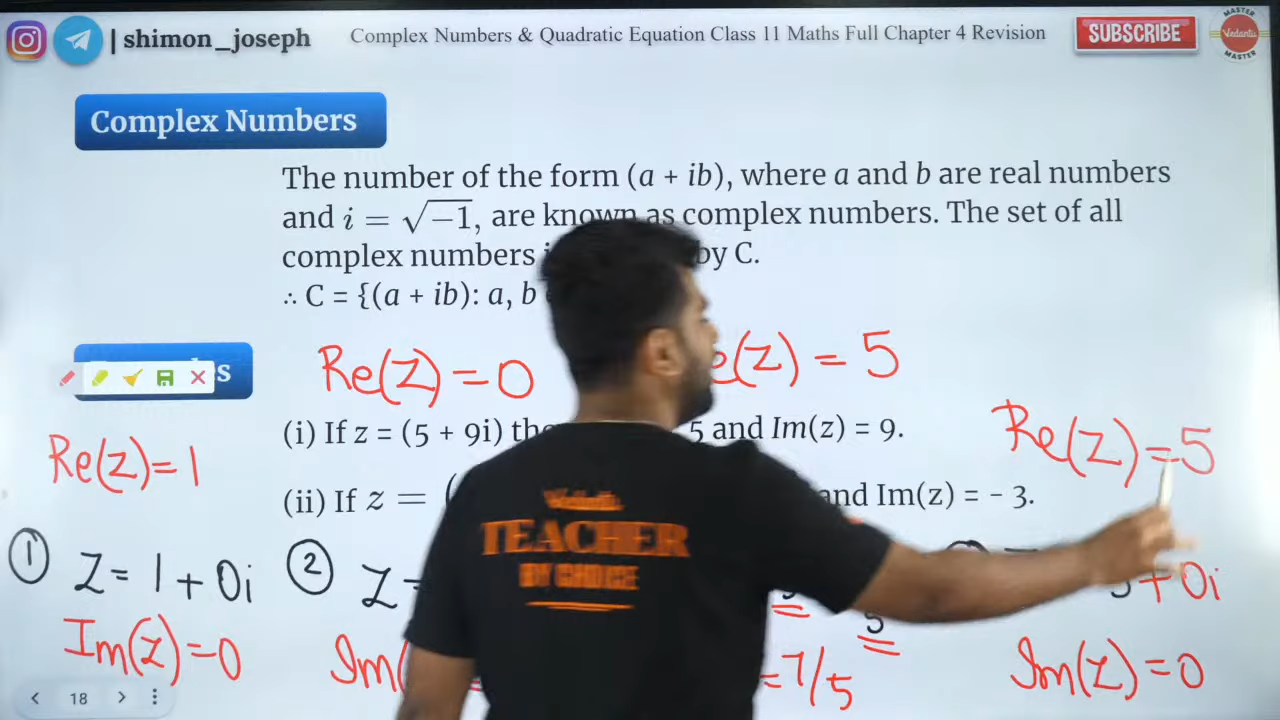 | shimon_joseph
Complex Numbers & Quadratic Equation Class 11 Maths Full Chapter 4 Revision
SUBSCRIBE
MASTER
Vedantu
MASTER
Complex Numbers
The number of the form (a + ib), where a and b are real numbers
and i = √−1, are known as complex numbers. The set of all
complex numbers by C.
∴ C = {(a + ib): a, b
Re(z) = 0
Re(z) = 5
(i) If z = (5 + 9i) 5 and Im(z) = 9.
Re(z) = 5
Re(z) = 1
(ii) If z = ( and Im(z) = - 3.
① z = 1 + 0i
② z =
5
5 + 0i
Im(z) = 0
Im(
= 7/5
Im(z) = 0
Vedantu
TEACHER
BY CHOICE
18